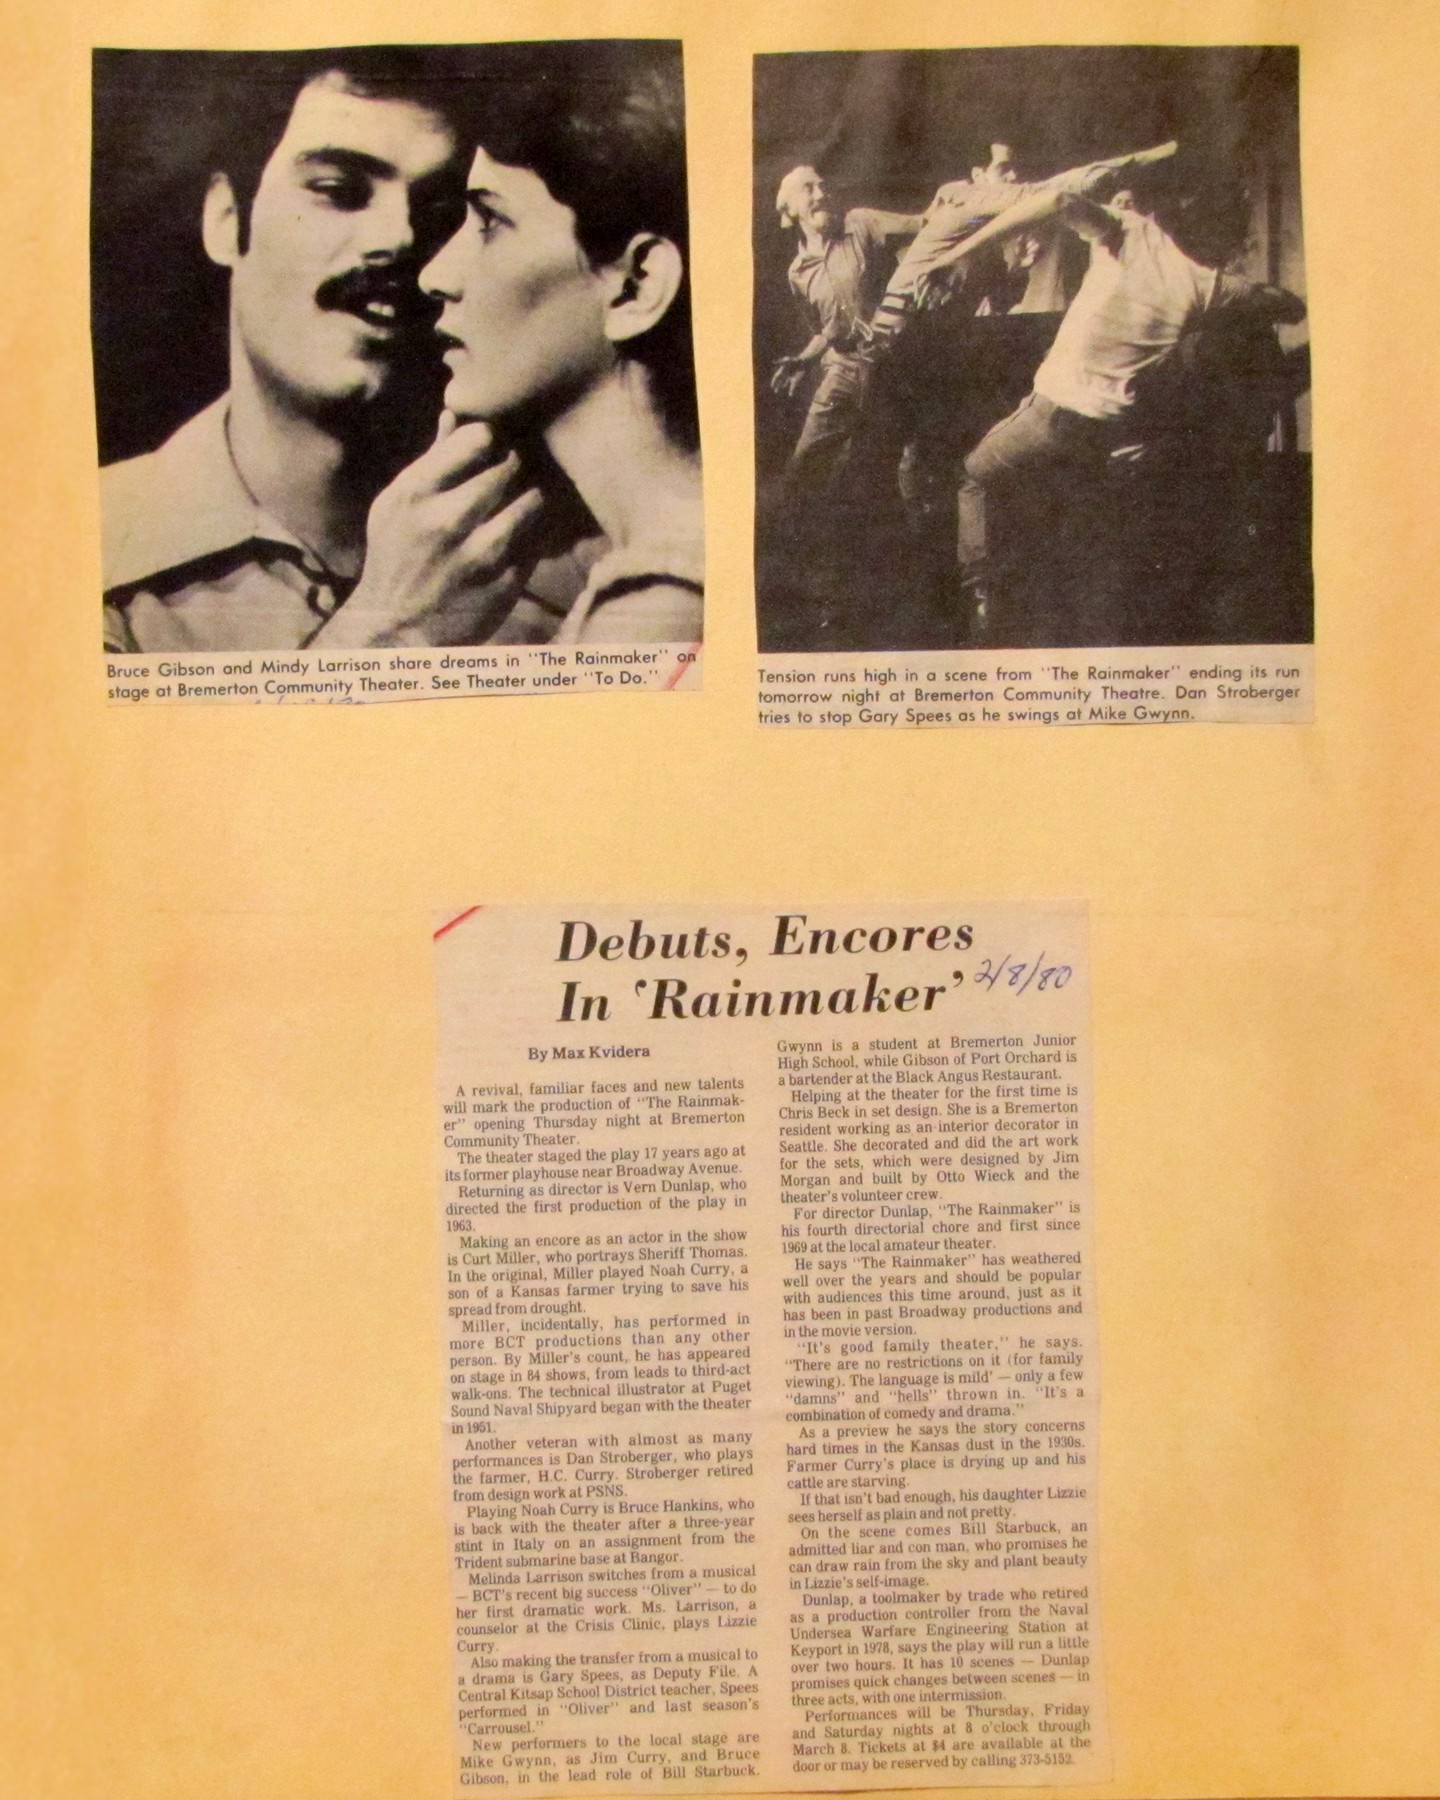 Bruce Gibson and Mindy Larrison share dreams in "The Rainmaker" on
stage at Bremerton Community Theater. See Theater under "To Do."
Tension runs high in a scene from "The Rainmaker" ending its run
tomorrow night at Bremerton Community Theatre. Dan Stroberger
tries to stop Gary Spees as he swings at Mike Gwynn.
Debuts, Encores
In 'Rainmaker'
2/8/80
By Max Kvidera
A revival, familiar faces and new talents
will mark the production of "The Rainmak-
er" opening Thursday night at Bremerton
Community Theater.
The theater staged the play 17 years ago at
its former playhouse near Broadway Avenue.
Returning as director is Vern Dunlap, who
directed the first production of the play in
1963.
Making an encore as an actor in the show
is Curt Miller, who portrays Sheriff Thomas.
In the original, Miller played Noah Curry, a
son of a Kansas farmer trying to save his
spread from drought.
Miller, incidentally, has performed in
more BCT productions than any other
person. By Miller's count, he has appeared
on stage in 84 shows, from leads to third-act
walk-ons. The technical illustrator at Puget
Sound Naval Shipyard began with the theater
in 1951.
Another veteran with almost as many
performances is Dan Stroberger, who plays
the farmer, H.C. Curry. Stroberger retired
from design work at PSNS.
Playing Noah Curry is Bruce Hankins, who
is back with the theater after a three-year
stint in Italy on an assignment from the
Trident submarine base at Bangor.
Melinda Larrison switches from a musical
— BCT's recent big success "Oliver" — to do
her first dramatic work. Ms. Larrison, a
counselor at the Crisis Clinic, plays Lizzie
Curry.
Also making the transfer from a musical to
a drama is Gary Spees, as Deputy File. A
Central Kitsap School District teacher, Spees
performed in "Oliver" and last season's
"Carrousel."
New performers to the local stage are
Mike Gwynn, as Jim Curry, and Bruce
Gibson, in the lead role of Bill Starbuck.
Gwynn is a student at Bremerton Junior
High School, while Gibson of Port Orchard is
a bartender at the Black Angus Restaurant.
Helping at the theater for the first time is
Chris Beck in set design. She is a Bremerton
resident working as an interior decorator in
Seattle. She decorated and did the art work
for the sets, which were designed by Jim
Morgan and built by Otto Wieck and the
theater's volunteer crew.
For director Dunlap, "The Rainmaker" is
his fourth directorial chore and first since
1969 at the local amateur theater.
He says "The Rainmaker" has weathered
well over the years and should be popular
with audiences this time around, just as it
has been in past Broadway productions and
in the movie version.
"It's good family theater," he says.
"There are no restrictions on it (for family
viewing). The language is mild' — only a few
"damns" and "hells" thrown in. "It's a
combination of comedy and drama."
As a preview he says the story concerns
hard times in the Kansas dust in the 1930s.
Farmer Curry's place is drying up and his
cattle are starving.
If that isn't bad enough, his daughter Lizzie
sees herself as plain and not pretty.
On the scene comes Bill Starbuck, an
admitted liar and con man, who promises he
can draw rain from the sky and plant beauty
in Lizzie's self-image.
Dunlap, a toolmaker by trade who retired
as a production controller from the Naval
Undersea Warfare Engineering Station at
Keyport in 1978, says the play will run a little
over two hours. It has 10 scenes — Dunlap
promises quick changes between scenes — in
three acts, with one intermission.
Performances will be Thursday, Friday
and Saturday nights at 8 o'clock through
March 8. Tickets at $4 are available at the
door or may be reserved by calling 373-5152.